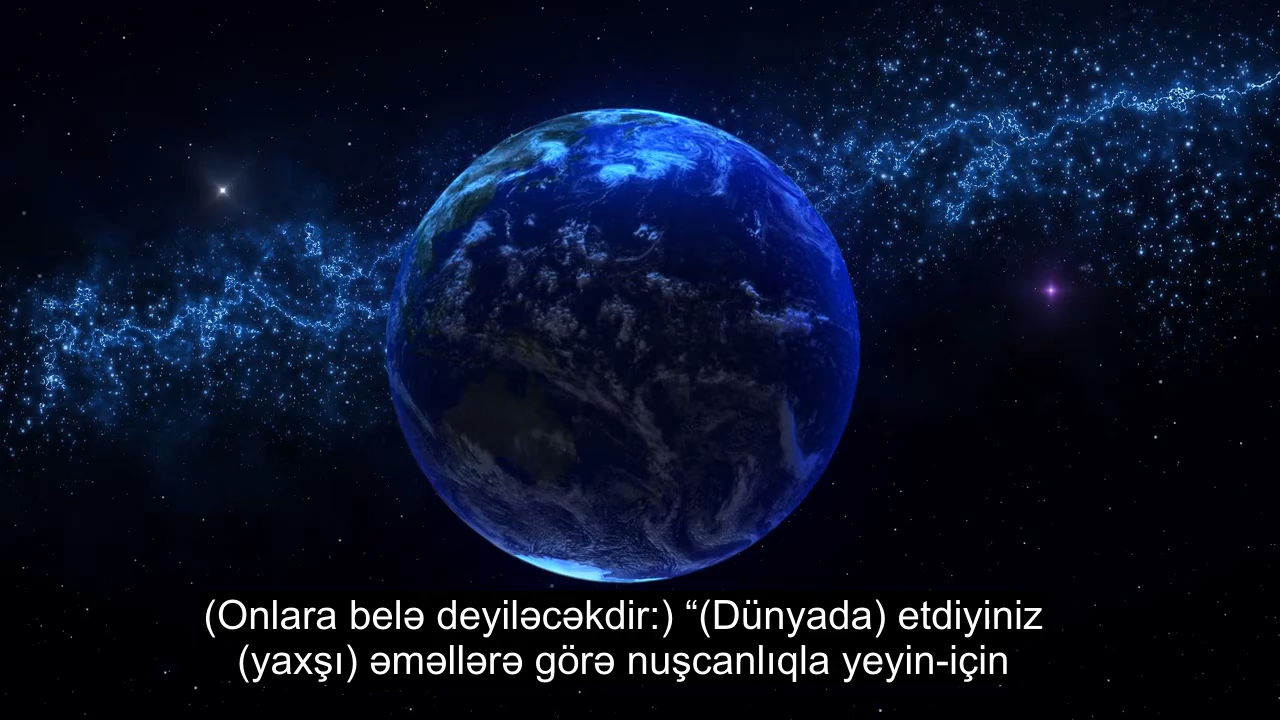 (Onlara belə deyiləcəkdir:) “(Dünyada) etdiyiniz
(yaxşı) əməllərə görə nuşcanlıqla yeyin-için